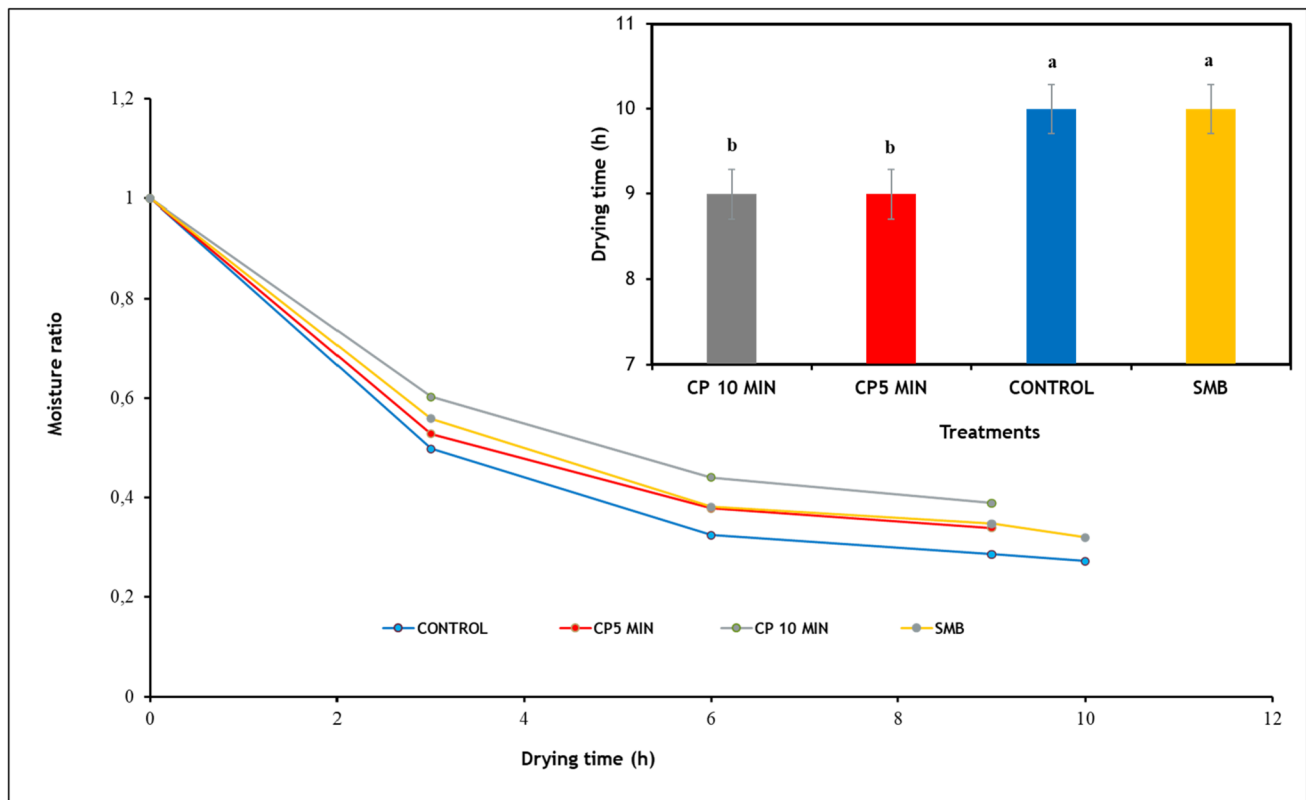 11
10
9
8
7
Drying time (h)
b
b
a
a
CP 10 MIN
CP5 MIN
CONTROL
SMB
Treatments
1,2
1
0,8
0,6
0,4
0,2
0
Moisture ratio
CONTROL
CP5 MIN
CP 10 MIN
SMB
0
2
4
6
8
10
12
Drying time (h)